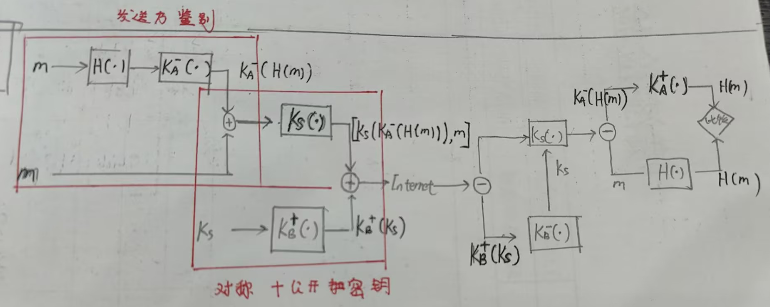 发送方鉴别
m H(·) K_A^-(·) K_A^-(H(m))
+ K_S(·) [K_S(K_A^-(H(m)),m]
m
+ Internet −
K_S K_B^+(·) K_B^+(K_S)
对称 + 公开和密钥
K_S(·) −
K_S
K_B^+(K_S) K_B^-(·)
K_A^-(H(m)) K_A^+(·) H(m)
比较
m H(·) H(m)